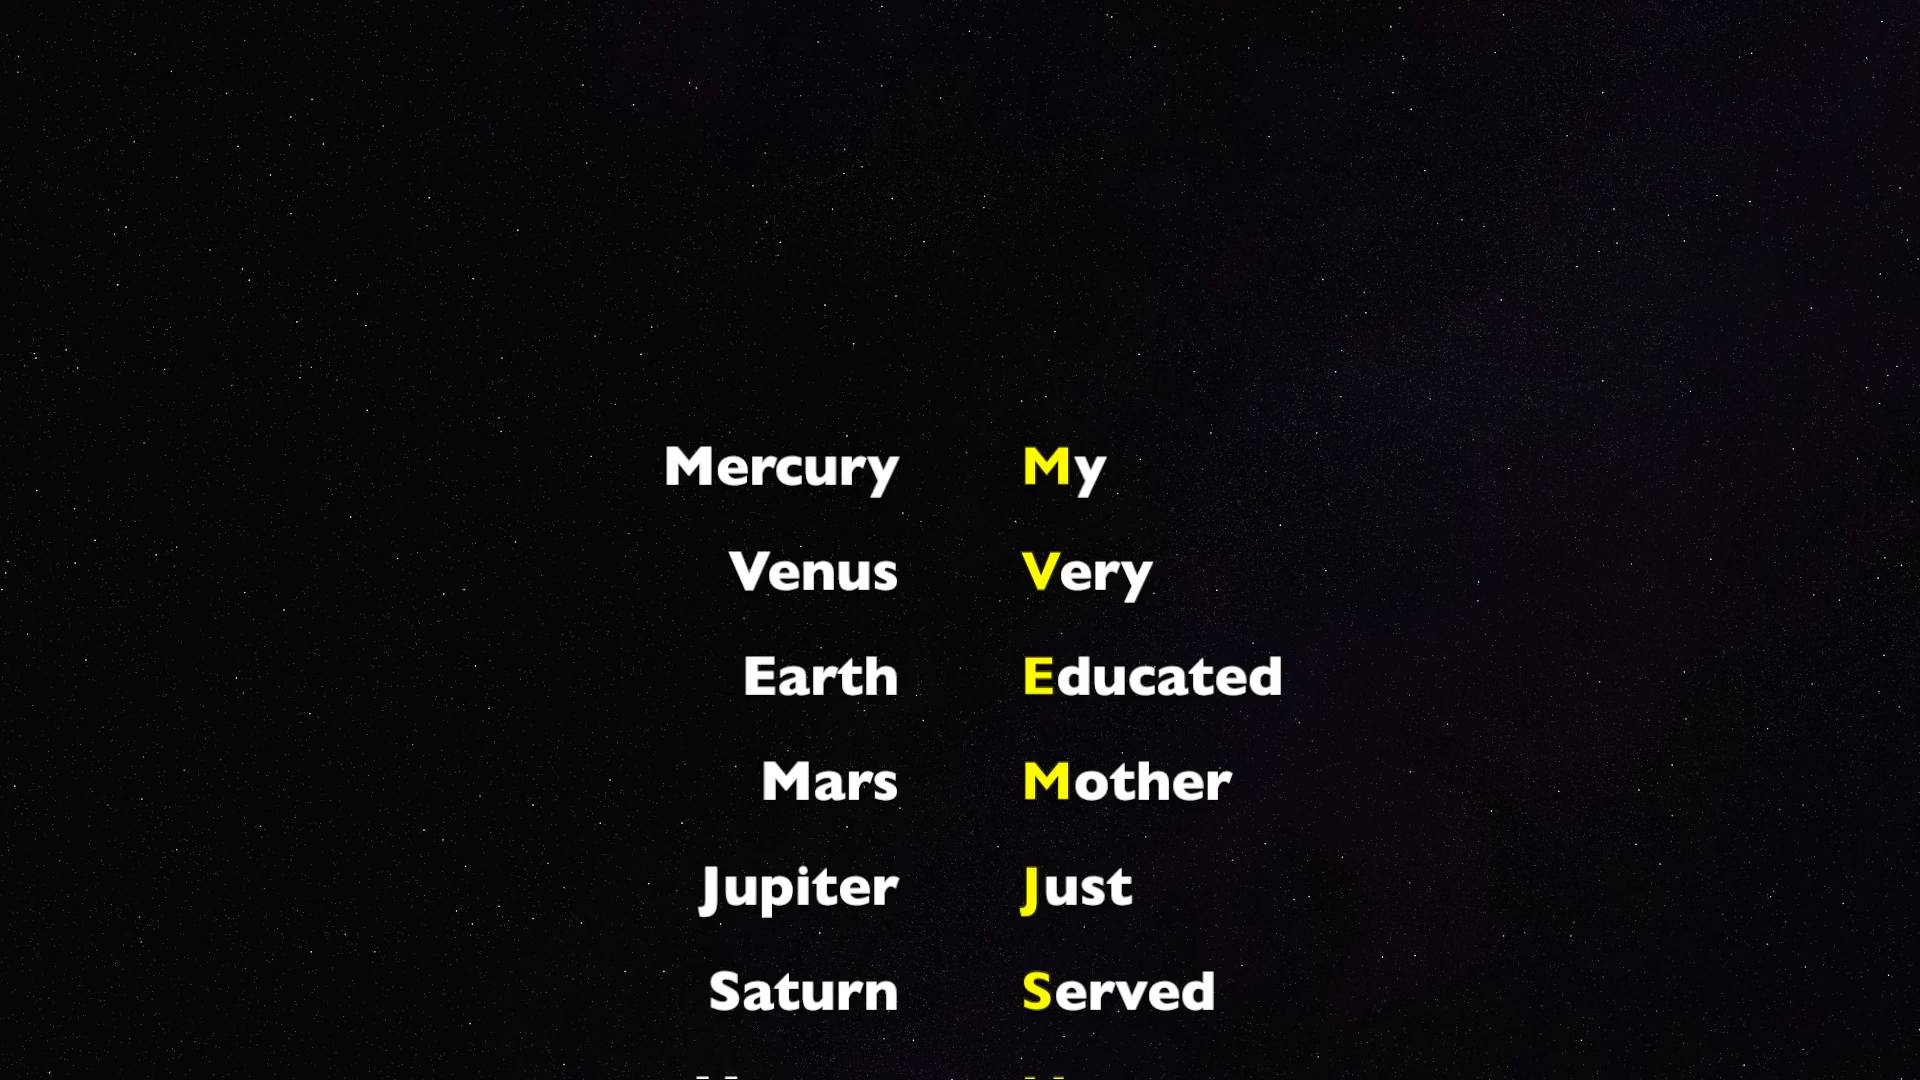 Mercury My
Venus Very
Earth Educated
Mars Mother
Jupiter Just
Saturn Served